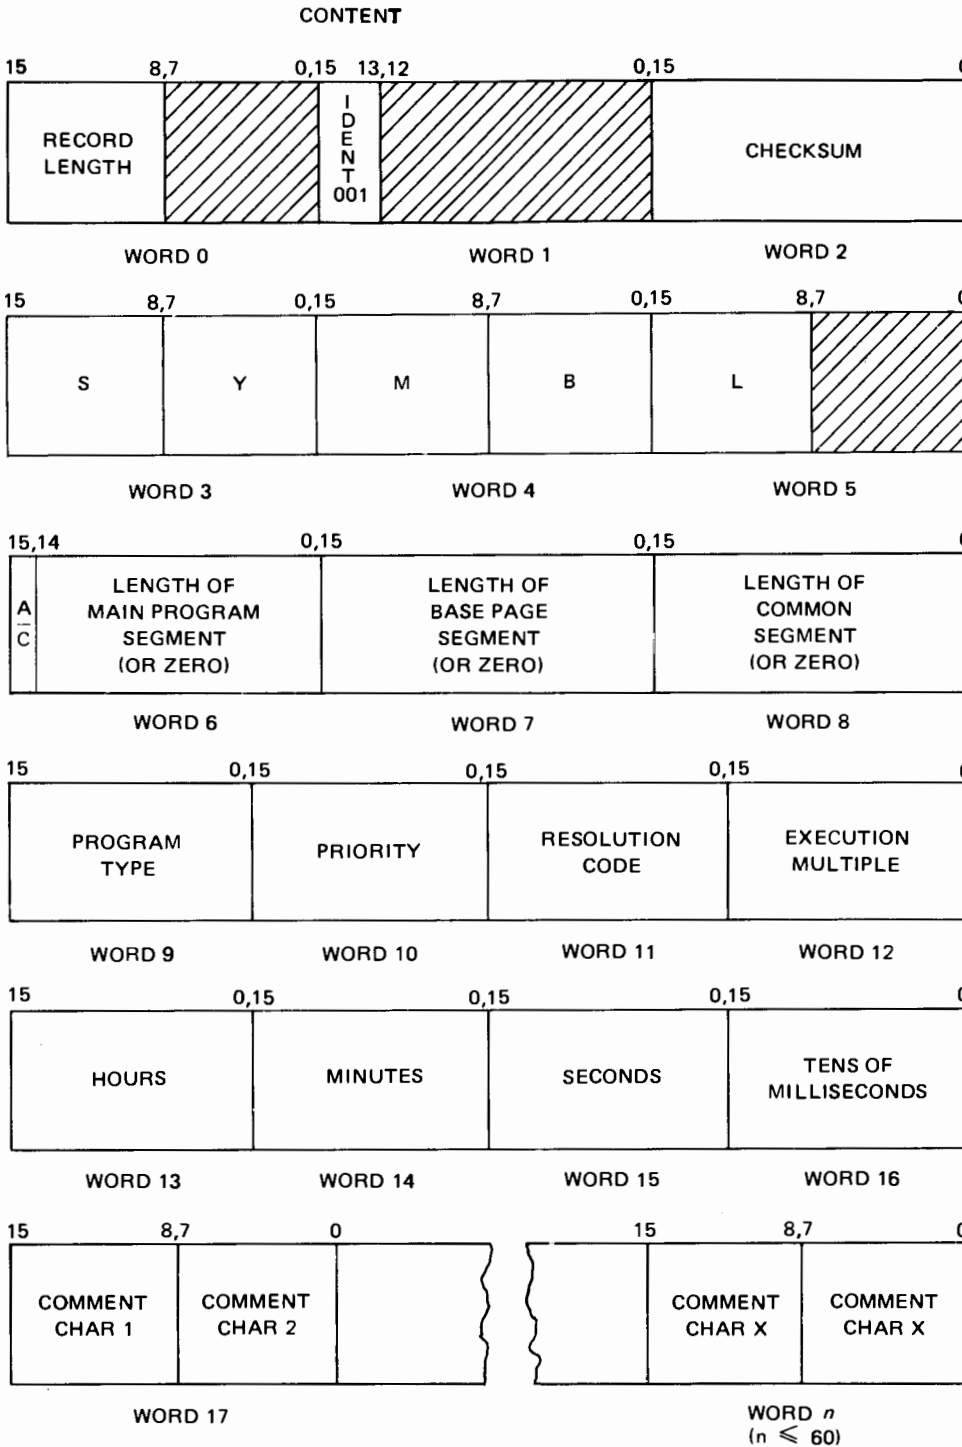 CONTENT
15 8,7 0,15 13,12 0,15 0
RECORD
LENGTH
IDENT
001
CHECKSUM
WORD 0 WORD 1 WORD 2
15 8,7 0,15 8,7 0,15 8,7 0
S Y M B L
WORD 3 WORD 4 WORD 5
15,14 0,15 0,15 0
A
C
LENGTH OF
MAIN PROGRAM
SEGMENT
(OR ZERO)
LENGTH OF
BASE PAGE
SEGMENT
(OR ZERO)
LENGTH OF
COMMON
SEGMENT
(OR ZERO)
WORD 6 WORD 7 WORD 8
15 0,15 0,15 0,15 0
PROGRAM
TYPE
PRIORITY
RESOLUTION
CODE
EXECUTION
MULTIPLE
WORD 9 WORD 10 WORD 11 WORD 12
15 0,15 0,15 0,15 0
HOURS
MINUTES
SECONDS
TENS OF
MILLISECONDS
WORD 13 WORD 14 WORD 15 WORD 16
15 8,7 0 15 8,7 0
COMMENT
CHAR 1
COMMENT
CHAR 2
COMMENT
CHAR X
COMMENT
CHAR X
WORD 17 WORD n
(n ⩽ 60)